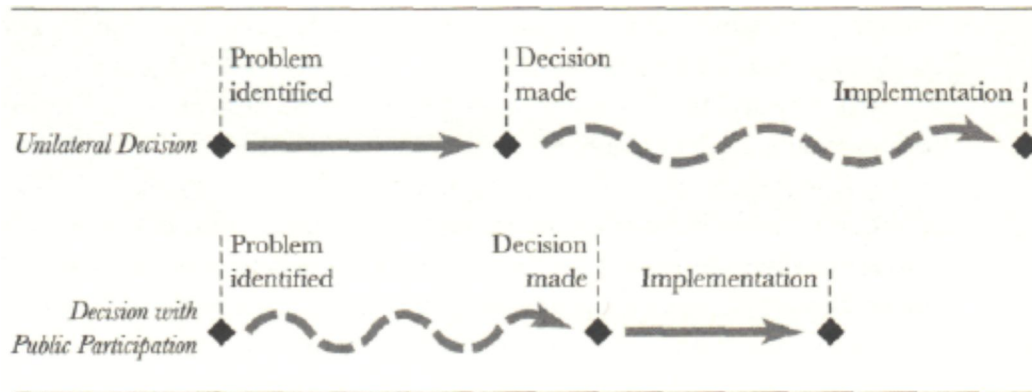 Problem
identified
Decision
made
Implementation
Unilateral Decision
Problem
identified
Decision
made
Implementation
Decision with
Public Participation